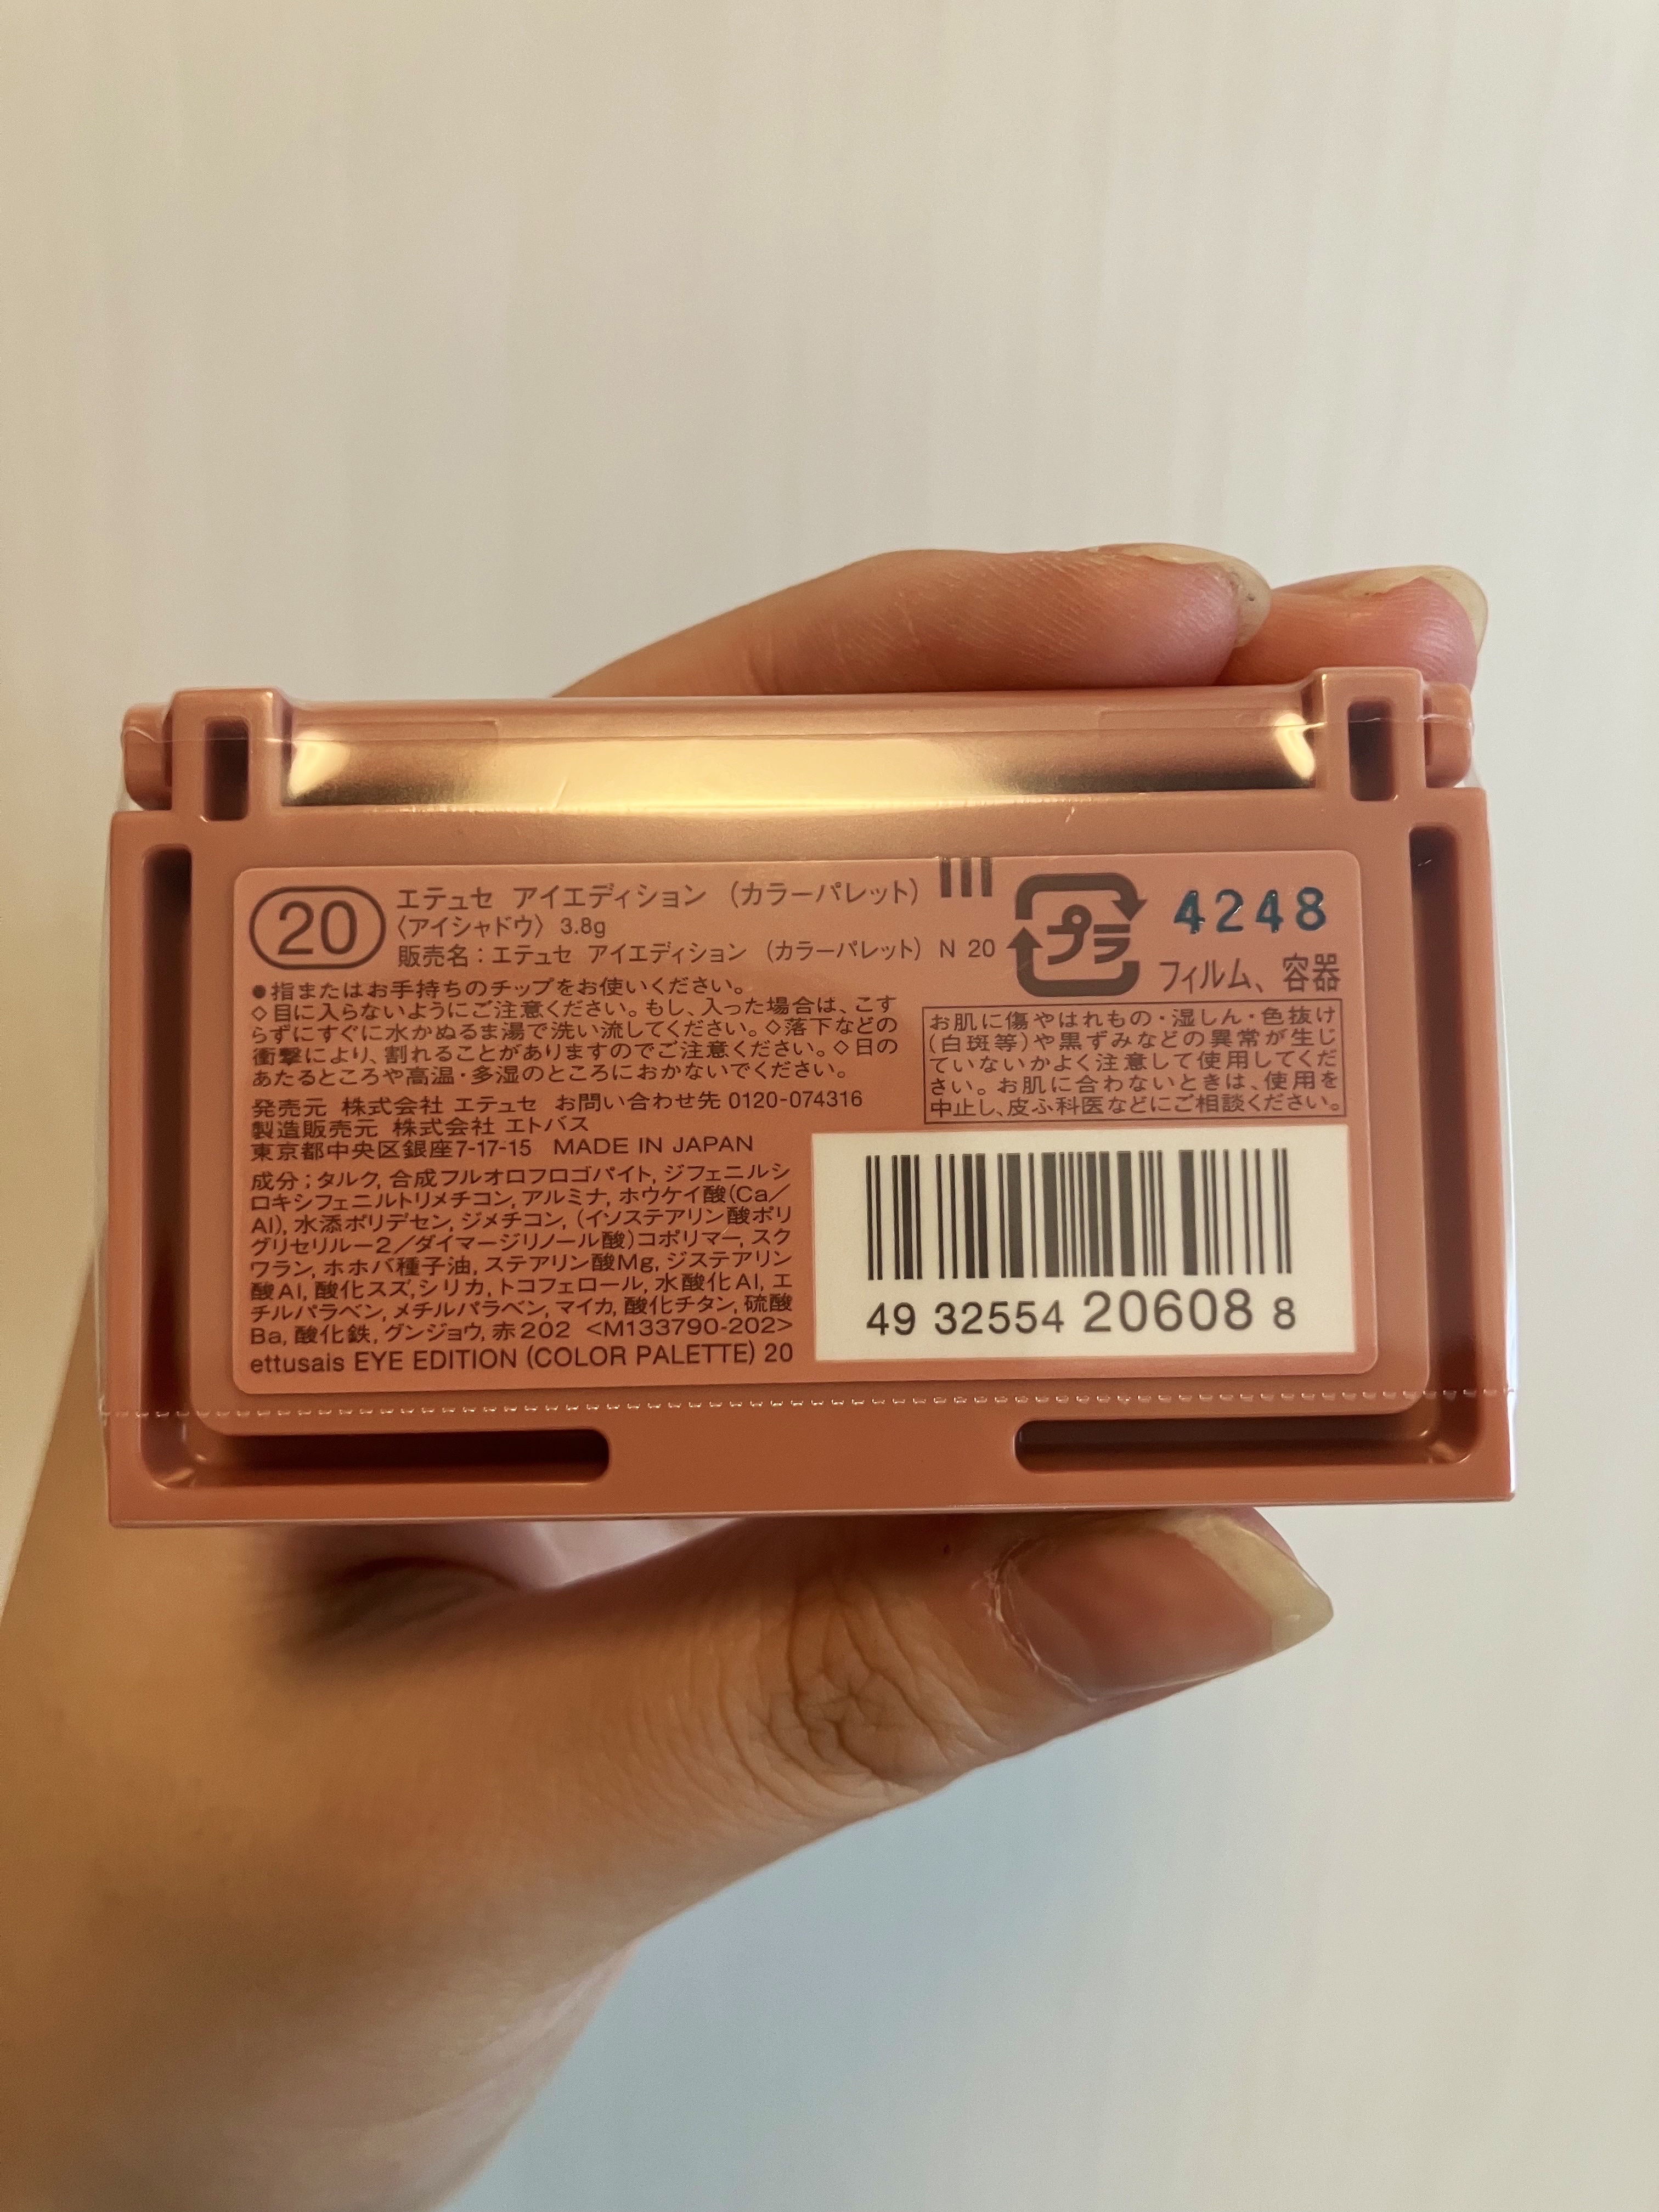 20
エテュセ アイエディション （カラーパレット）
〈アイシャドウ〉 3.8g
販売名：エテュセ アイエディション （カラーパレット） N 20
●指またはお手持ちのチップをお使いください。
◇目に入らないようにご注意ください。もし、入った場合は、こす
らずにすぐに水かぬるま湯で洗い流してください。◇落下などの
衝撃により、割れることがありますのでご注意ください。◇日の
あたるところや高温・多湿のところにおかないでください。
発売元 株式会社 エテュセ お問い合わせ先 0120-074316
製造販売元 株式会社 エトバス
東京都中央区銀座7-17-15 MADE IN JAPAN
成分；タルク, 合成フルオロフロゴパイト, ジフェニルシ
ロキシフェニルトリメチコン, アルミナ, ホウケイ酸(Ca／
Al), 水添ポリデセン, ジメチコン, (イソステアリン酸ポリ
グリセリル－2／ダイマージリノール酸)コポリマー, スク
ワラン, ホホバ種子油, ステアリン酸Mg, ジステアリン
酸Al, 酸化スズ, シリカ, トコフェロール, 水酸化Al, エ
チルパラベン, メチルパラベン, マイカ, 酸化チタン, 硫酸
Ba, 酸化鉄, グンジョウ, 赤202 <M133790-202>
ettusais EYE EDITION (COLOR PALETTE) 20
プラ
4248
フィルム、容器
お肌に傷やはれもの・湿しん・色抜け
(白斑等)や黒ずみなどの異常が生じ
ていないかよく注意して使用してくだ
さい。お肌に合わないときは、使用を
中止し、皮ふ科医などにご相談ください。
49 32554 20608 8